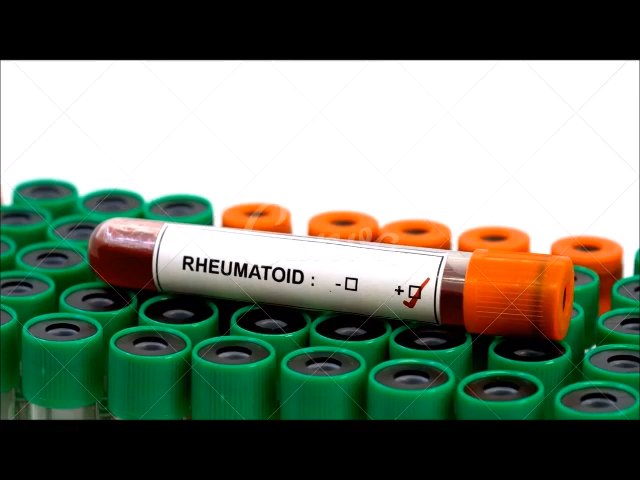 RHEUMATOID : - ☐ + ☑